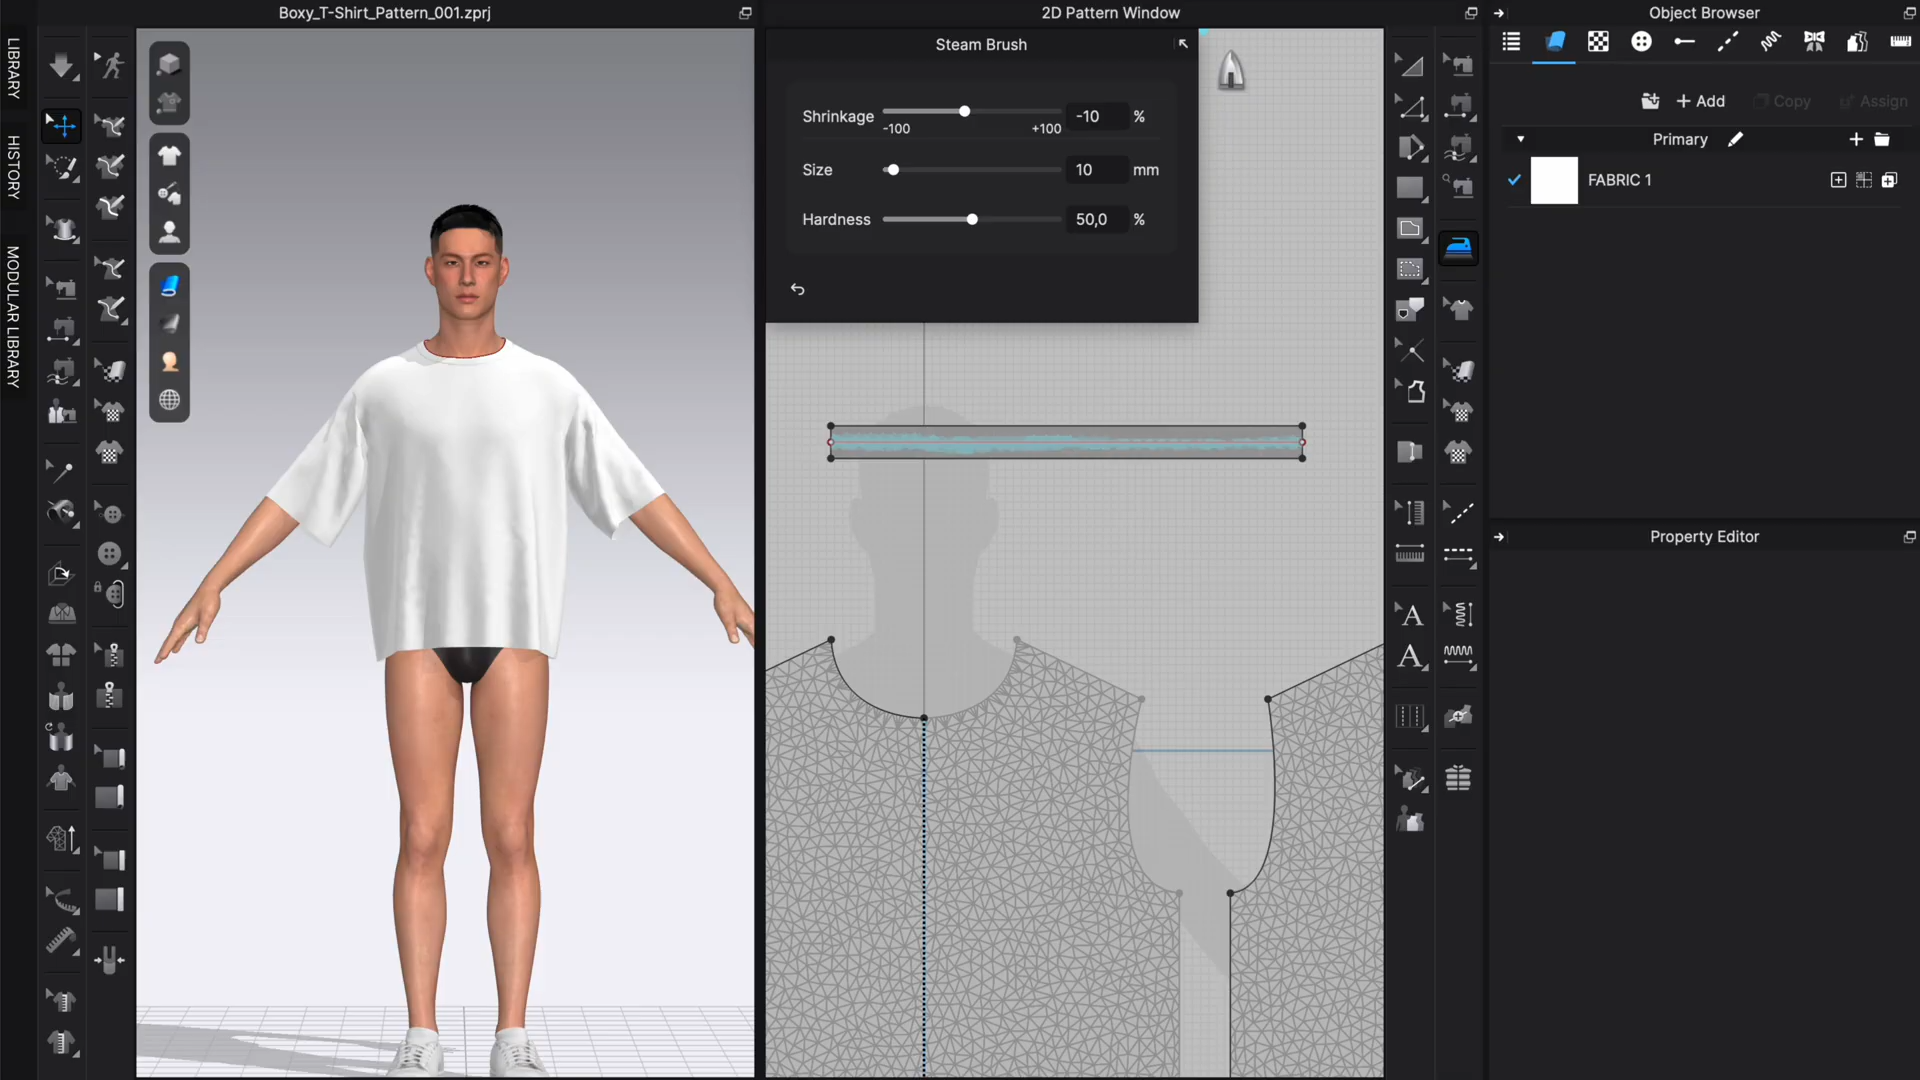 Boxy_T-Shirt_Pattern_001.zprj
2D Pattern Window
Object Browser
LIBRARY
HISTORY
MODULAR LIBRARY
Steam Brush
Shrinkage
-100
+100
-10
%
Size
10
mm
Hardness
50,0
%
+ Add
Copy
Assign
Primary
FABRIC 1
Property Editor
A
A